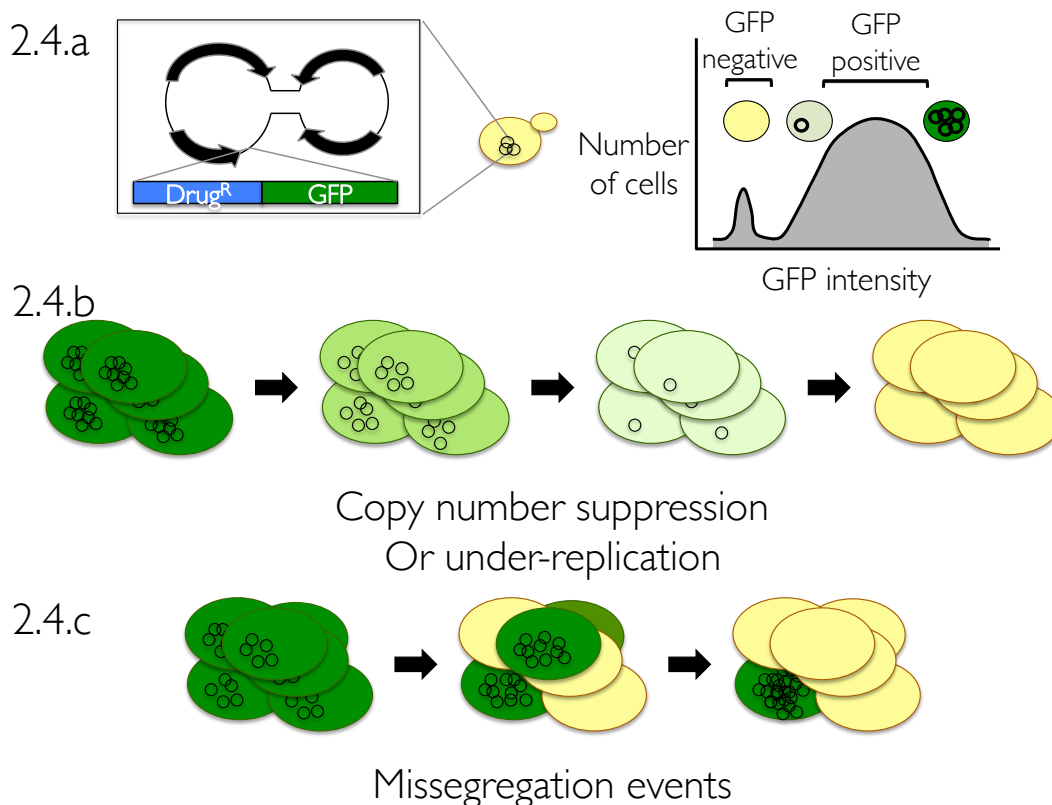 2.4.a
Drugᴿ GFP
GFP
negative
GFP
positive
Number
of cells
GFP intensity
2.4.b
Copy number suppression
Or under-replication
2.4.c
Missegregation events